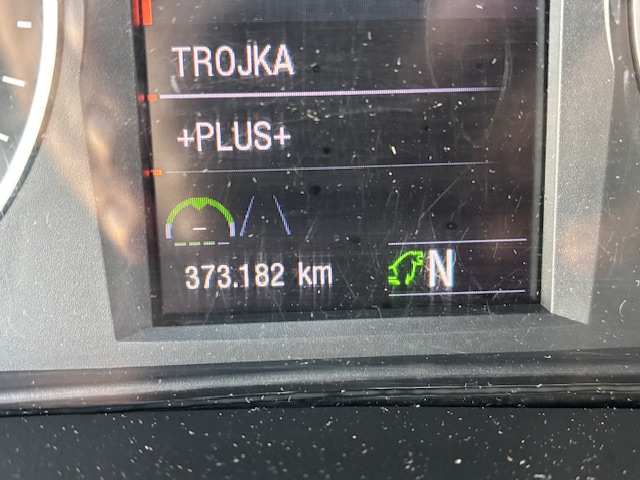 TROJKA
+PLUS+
373.182 km
N